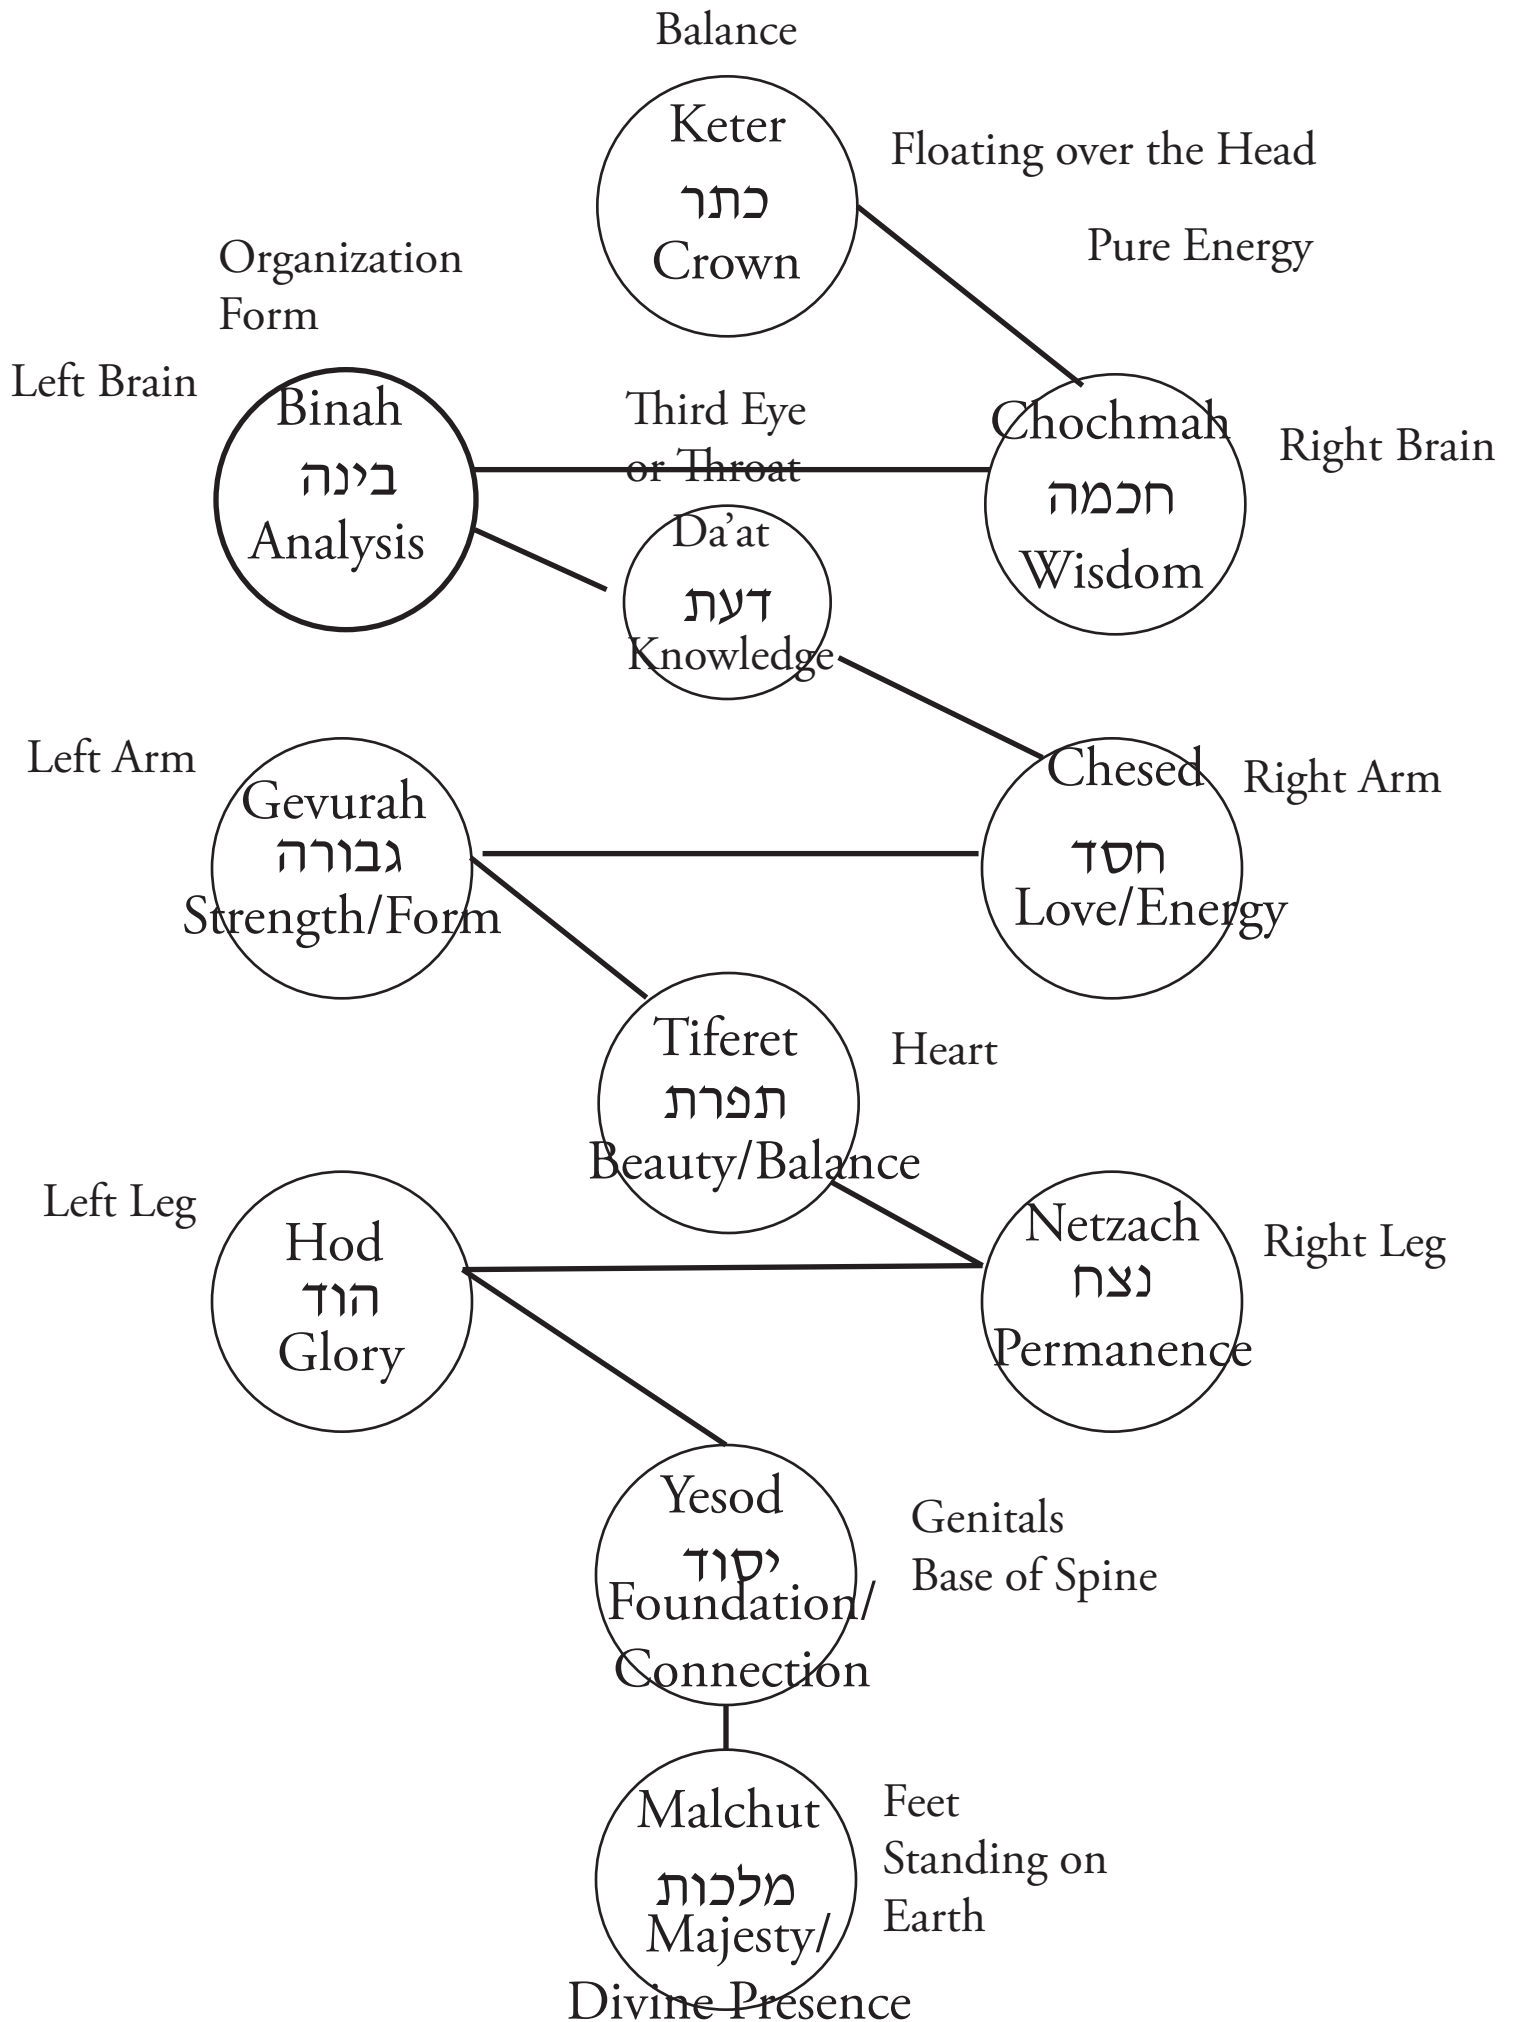 Balance
Keter
כתר
Crown
Floating over the Head
Pure Energy
Organization
Form
Left Brain
Binah
בינה
Analysis
Third Eye
or Throat
Da’at
דעת
Knowledge
Chochmah
חכמה
Wisdom
Right Brain
Left Arm
Gevurah
גבורה
Strength/Form
Chesed
חסד
Love/Energy
Right Arm
Tiferet
תפרת
Beauty/Balance
Heart
Left Leg
Hod
הוד
Glory
Netzach
נצח
Permanence
Right Leg
Yesod
יסוד
Foundation/
Connection
Genitals
Base of Spine
Malchut
מלכות
Majesty/
Divine Presence
Feet
Standing on
Earth